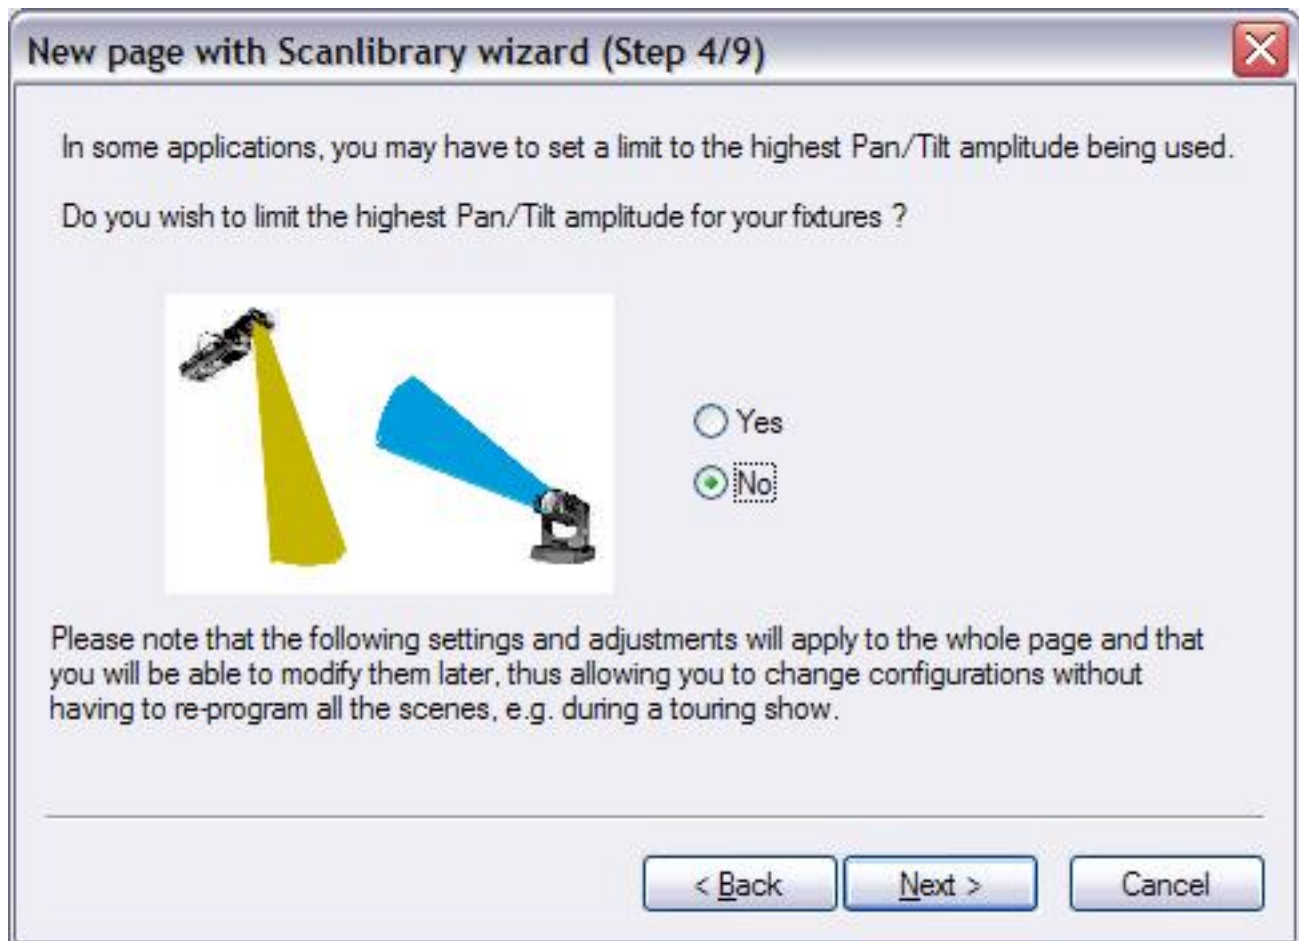 New page with Scanlibrary wizard (Step 4/9)
In some applications, you may have to set a limit to the highest Pan/Tilt amplitude being used.
Do you wish to limit the highest Pan/Tilt amplitude for your fixtures ?
Yes
No
Please note that the following settings and adjustments will apply to the whole page and that
you will be able to modify them later, thus allowing you to change configurations without
having to re-program all the scenes, e.g. during a touring show.
< Back Next > Cancel